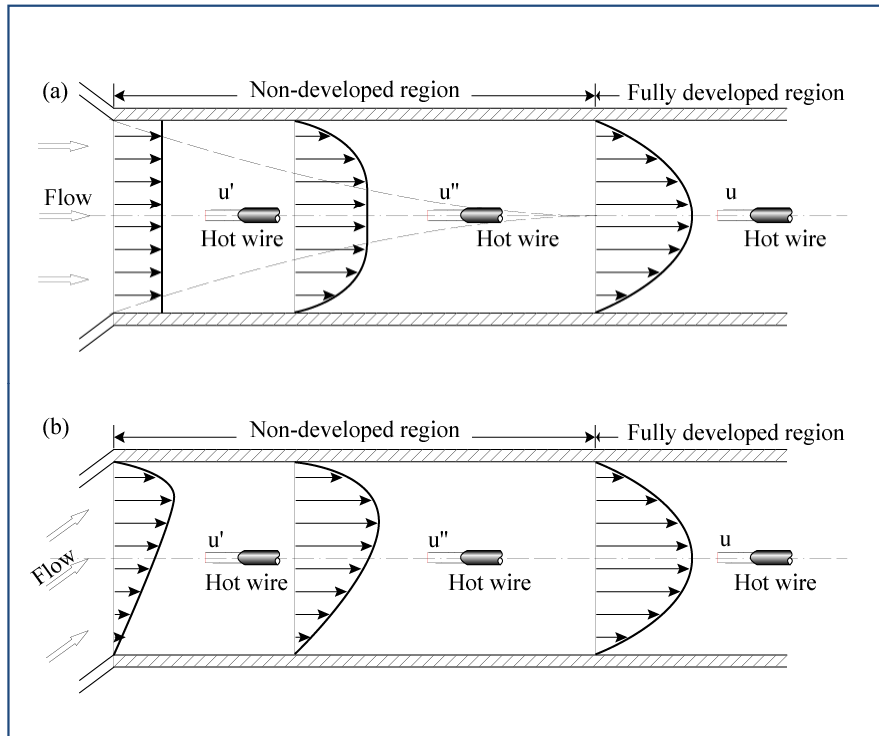 (a)
Non-developed region
Fully developed region
Flow
u'
Hot wire
u"
Hot wire
u
Hot wire
(b)
Non-developed region
Fully developed region
Flow
u'
Hot wire
u"
Hot wire
u
Hot wire